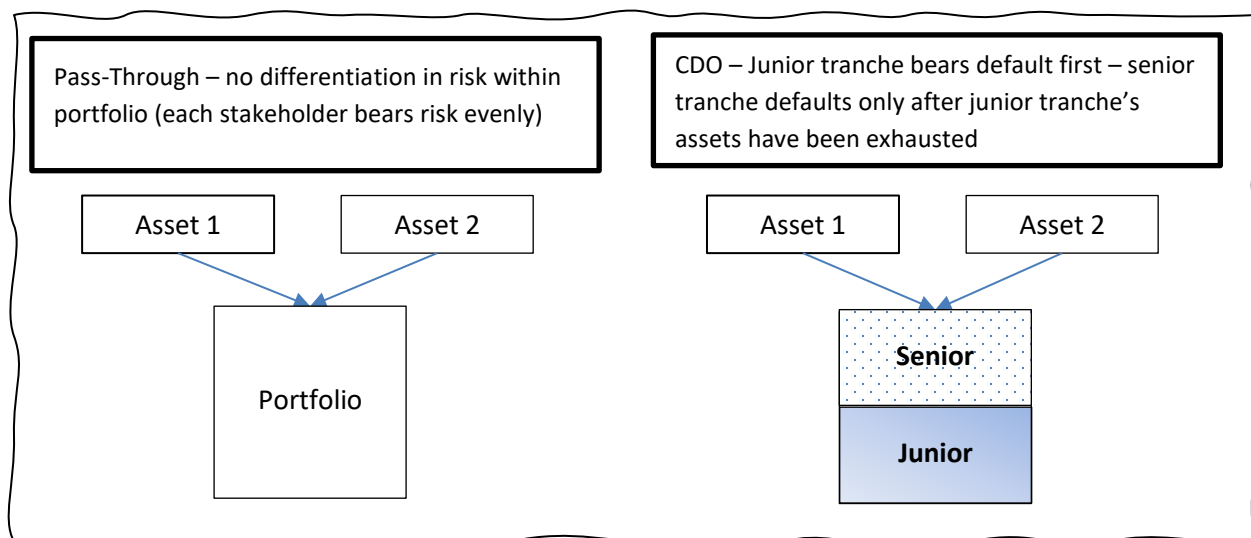 Pass-Through – no differentiation in risk within
portfolio (each stakeholder bears risk evenly)
CDO – Junior tranche bears default first – senior
tranche defaults only after junior tranche's
assets have been exhausted
Asset 1
Asset 2
Portfolio
Asset 1
Asset 2
Senior
Junior